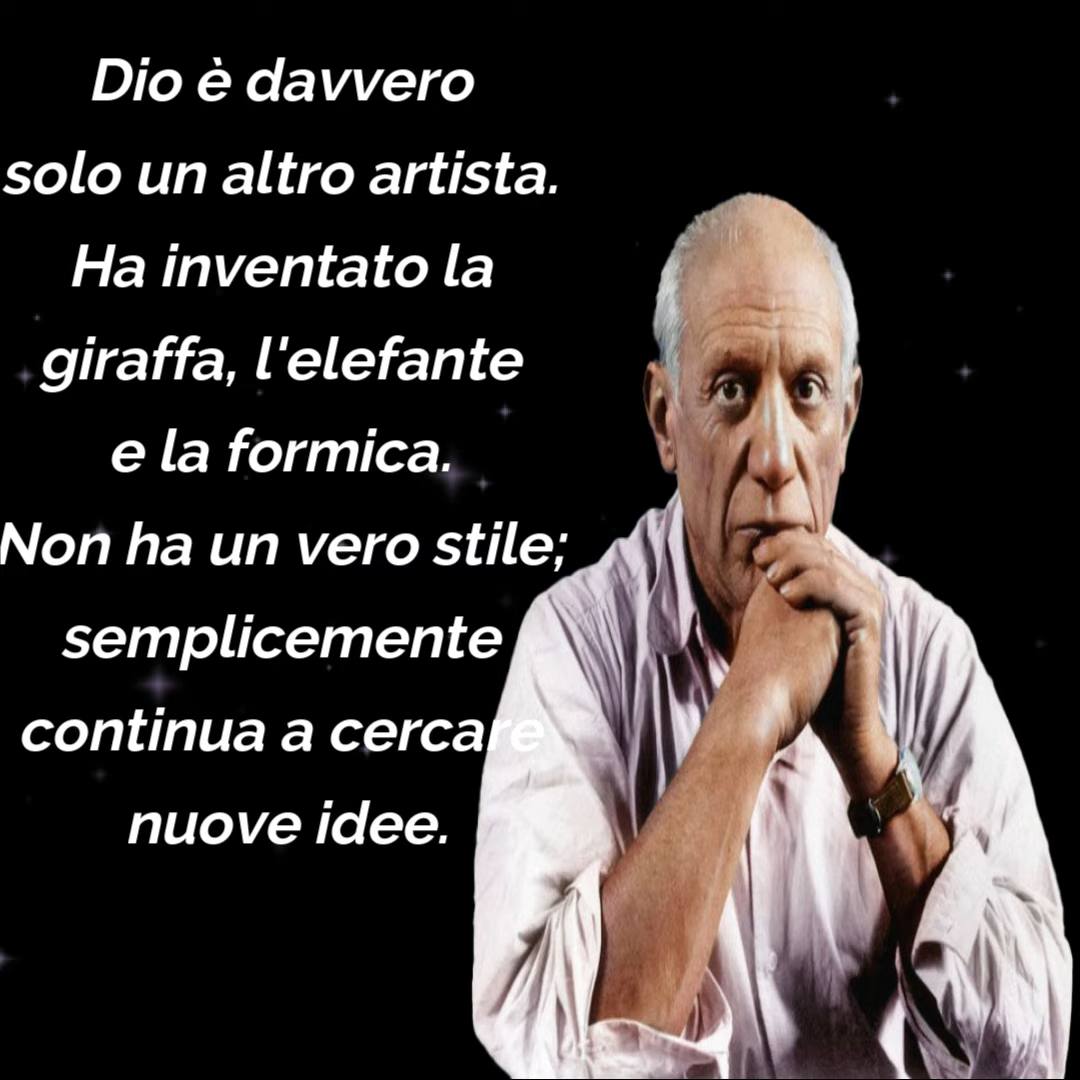 Dio è davvero
solo un altro artista.
Ha inventato la
giraffa, l'elefante
e la formica.
Non ha un vero stile;
semplicemente
continua a cercare
nuove idee.